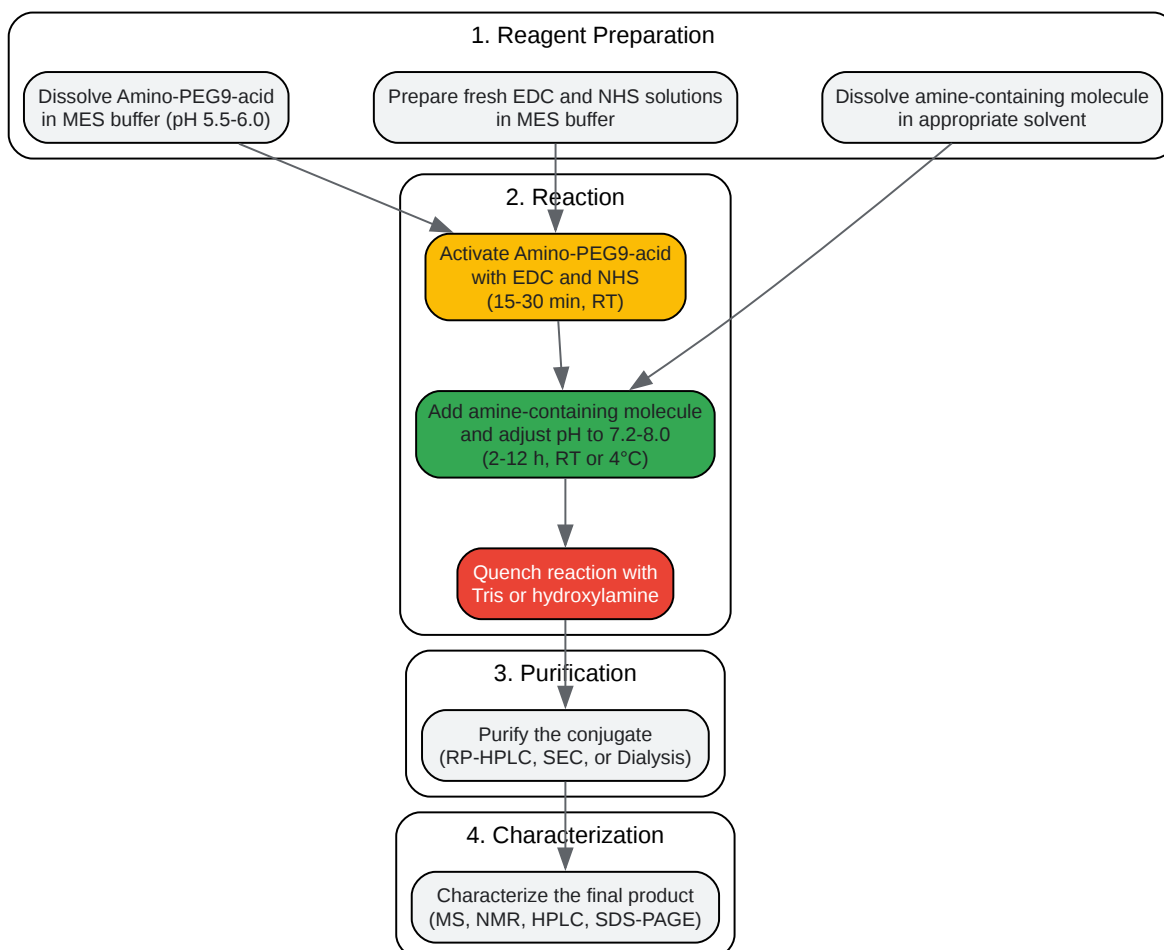 1. Reagent Preparation
Dissolve Amino-PEG9-acid
in MES buffer (pH 5.5-6.0)
Prepare fresh EDC and NHS solutions
in MES buffer
Dissolve amine-containing molecule
in appropriate solvent
2. Reaction
Activate Amino-PEG9-acid
with EDC and NHS
(15-30 min, RT)
Add amine-containing molecule
and adjust pH to 7.2-8.0
(2-12 h, RT or 4°C)
Quench reaction with
Tris or hydroxylamine
3. Purification
Purify the conjugate
(RP-HPLC, SEC, or Dialysis)
4. Characterization
Characterize the final product
(MS, NMR, HPLC, SDS-PAGE)